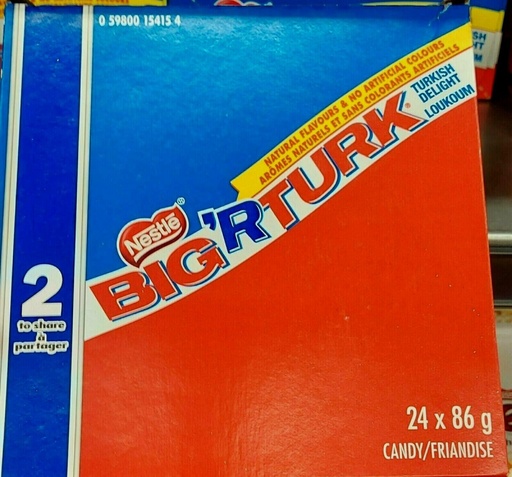 0 59800 15415 4
NATURAL FLAVOURS & NO ARTIFICIAL COLOURS
ARÔMES NATURELS ET SANS COLORANTS ARTIFICIELS
TURKISH
DELIGHT
LOUKOUM
Nestlé®
BIG'RTURK®
2
to share
à
partager
24 x 86 g
CANDY/FRIANDISE